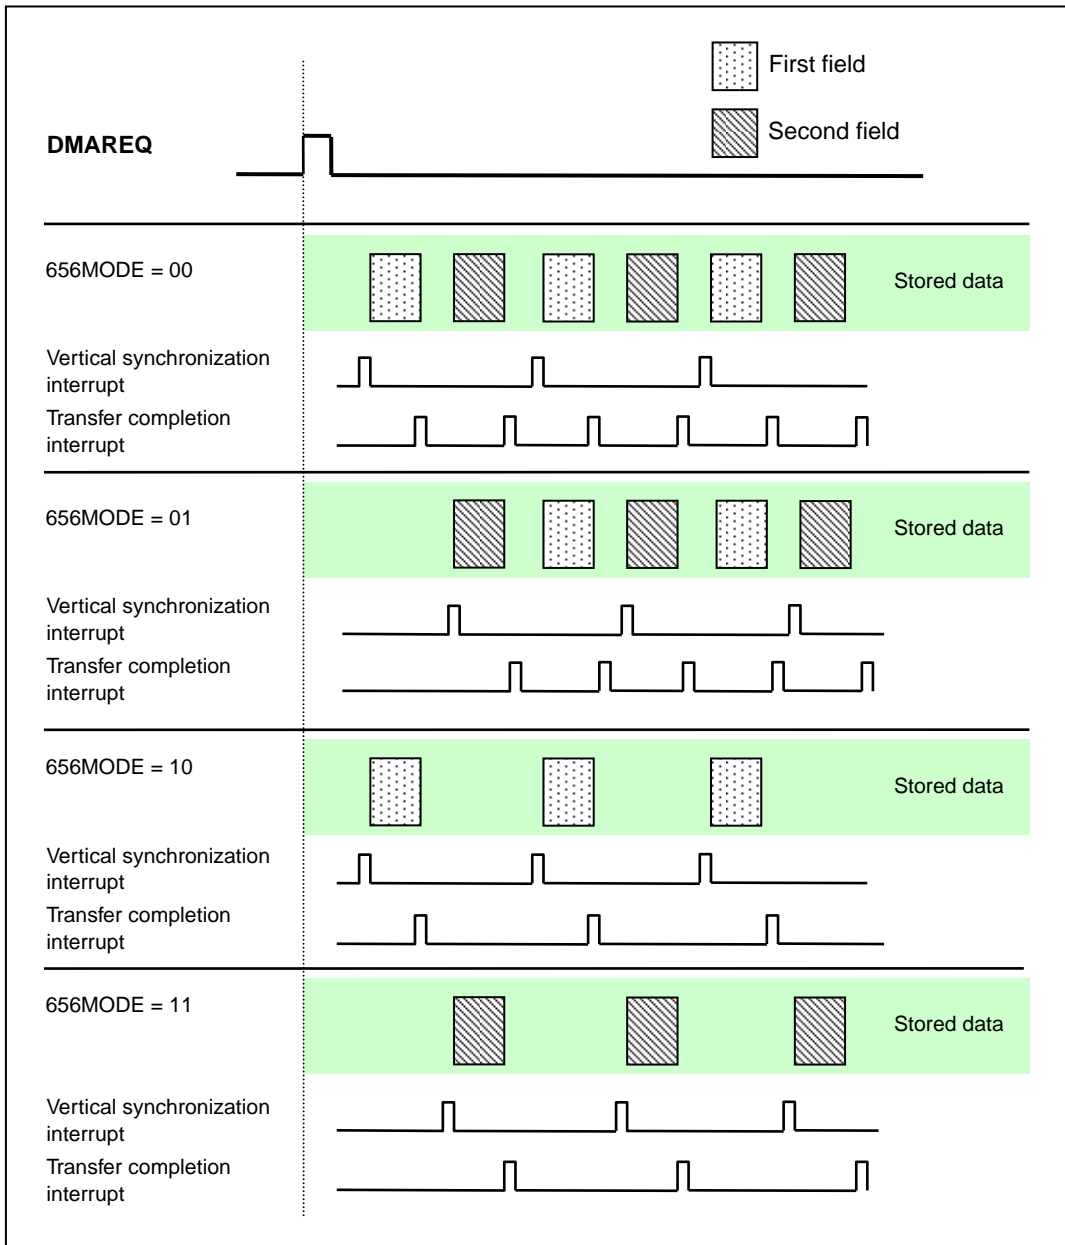 First field
Second field
DMAREQ
656MODE = 00
Stored data
Vertical synchronization
interrupt
Transfer completion
interrupt
656MODE = 01
Stored data
Vertical synchronization
interrupt
Transfer completion
interrupt
656MODE = 10
Stored data
Vertical synchronization
interrupt
Transfer completion
interrupt
656MODE = 11
Stored data
Vertical synchronization
interrupt
Transfer completion
interrupt